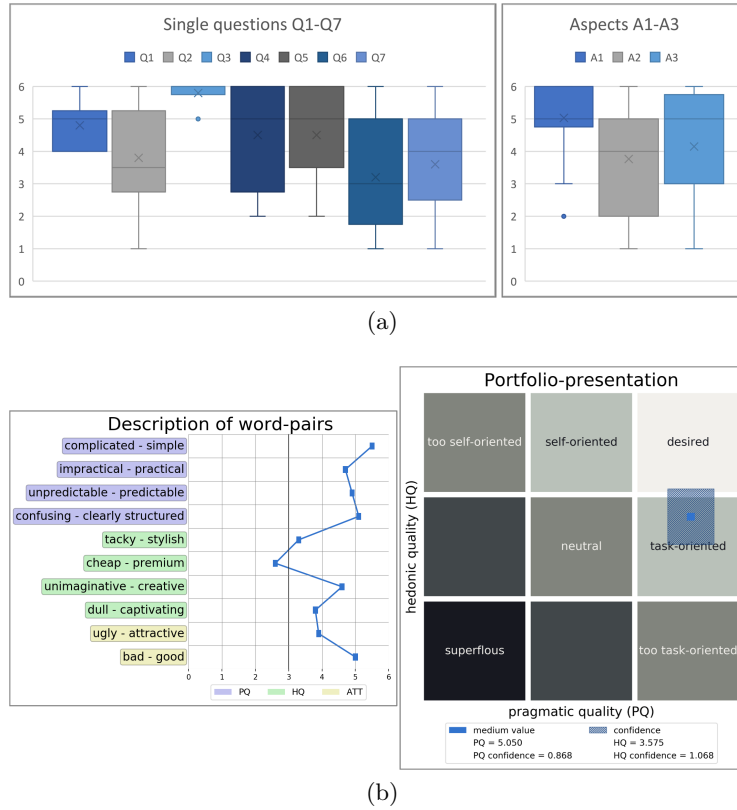 Single questions Q1-Q7
Q1 Q2 Q3 Q4 Q5 Q6 Q7
6
5
4
3
2
1
0
Aspects A1-A3
A1 A2 A3
6
5
4
3
2
1
0
(a)
Description of word-pairs
complicated - simple
impractical - practical
unpredictable - predictable
confusing - clearly structured
tacky - stylish
cheap - premium
unimaginative - creative
dull - captivating
ugly - attractive
bad - good
0 1 2 3 4 5 6
PQ HQ ATT
Portfolio-presentation
hedonic quality (HQ)
too self-oriented self-oriented desired
neutral task-oriented
superflous too task-oriented
pragmatic quality (PQ)
medium value confidence
PQ = 5.050 HQ = 3.575
PQ confidence = 0.868 HQ confidence = 1.068
(b)